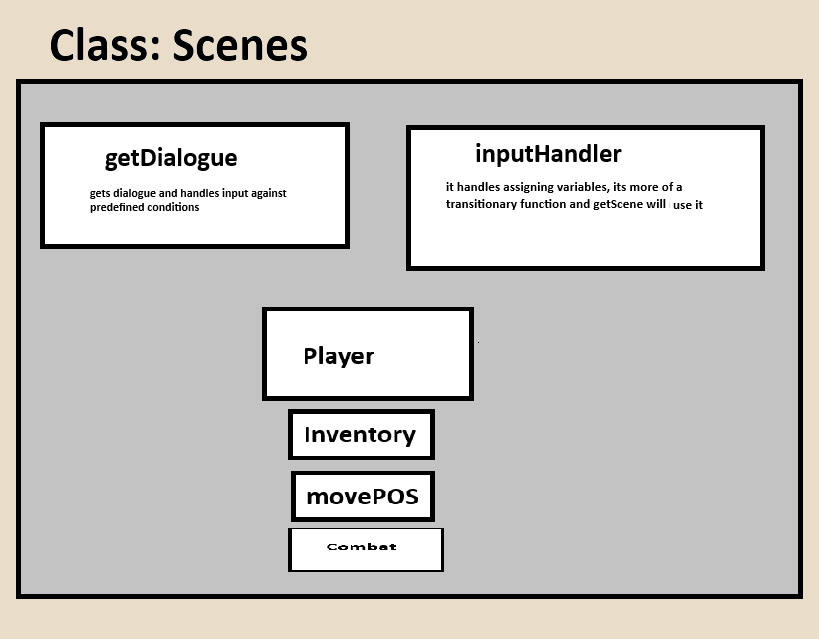 Class: Scenes
getDialogue
gets dialogue and handles input against
predefined conditions
inputHandler
it handles assigning variables, its more of a
transitionary function and getScene will use it
Player
Inventory
movePOS
Combat